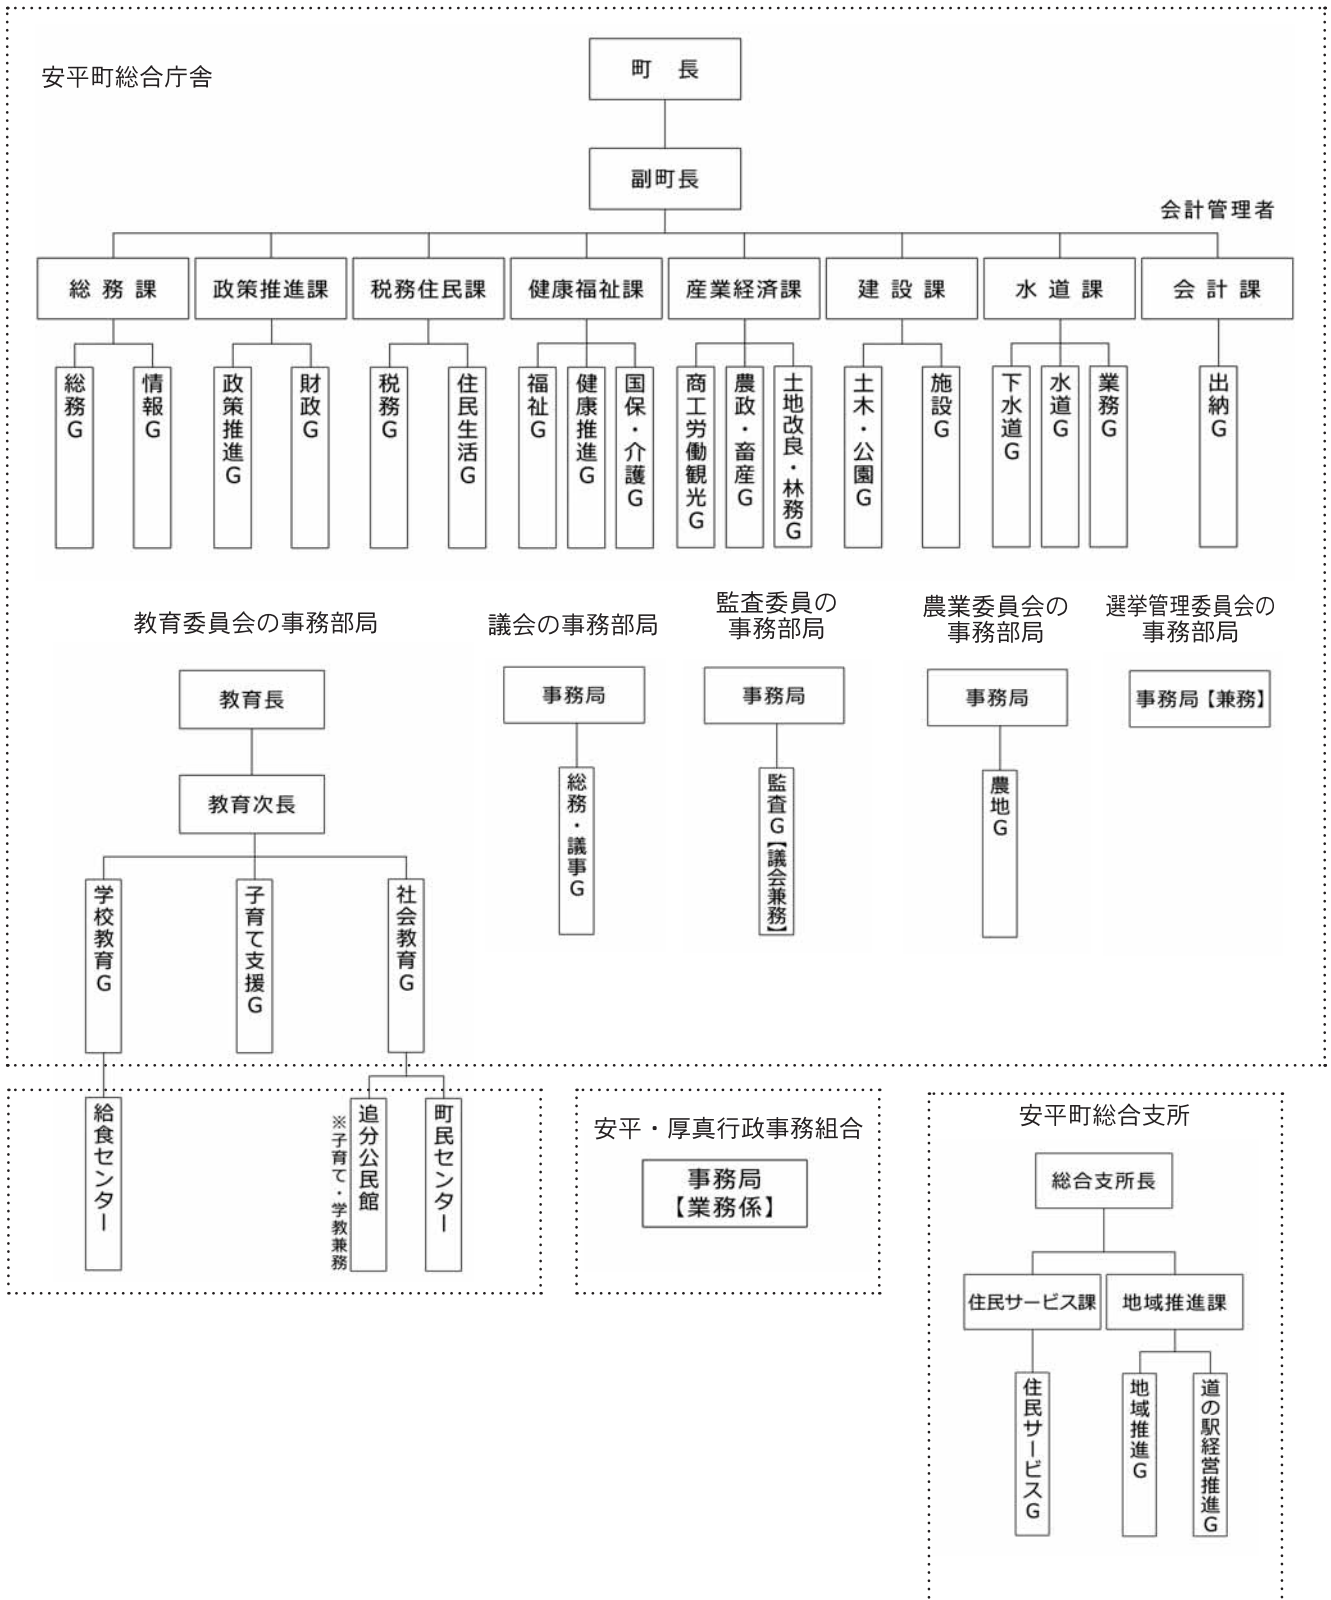 安平町総合庁舎
町　長
副町長
会計管理者
総 務 課
政策推進課
税務住民課
健康福祉課
産業経済課
建 設 課
水 道 課
会 計 課
総務G
情報G
政策推進G
財政G
税務G
住民生活G
福祉G
健康推進G
国保・介護G
商工労働観光G
農政・畜産G
土地改良・林務G
土木・公園G
施設G
下水道G
水道G
業務G
出納G
教育委員会の事務部局
教育長
教育次長
学校教育G
子育て支援G
社会教育G
議会の事務部局
事務局
総務・議事G
監査委員の
事務部局
事務局
監査G【議会兼務】
農業委員会の
事務部局
事務局
農地G
選挙管理委員会の
事務部局
事務局【兼務】
給食センター
※子育て・学教兼務
追分公民館
町民センター
安平・厚真行政事務組合
事務局
【業務係】
安平町総合支所
総合支所長
住民サービス課
地域推進課
住民サービスG
地域推進G
道の駅経営推進G